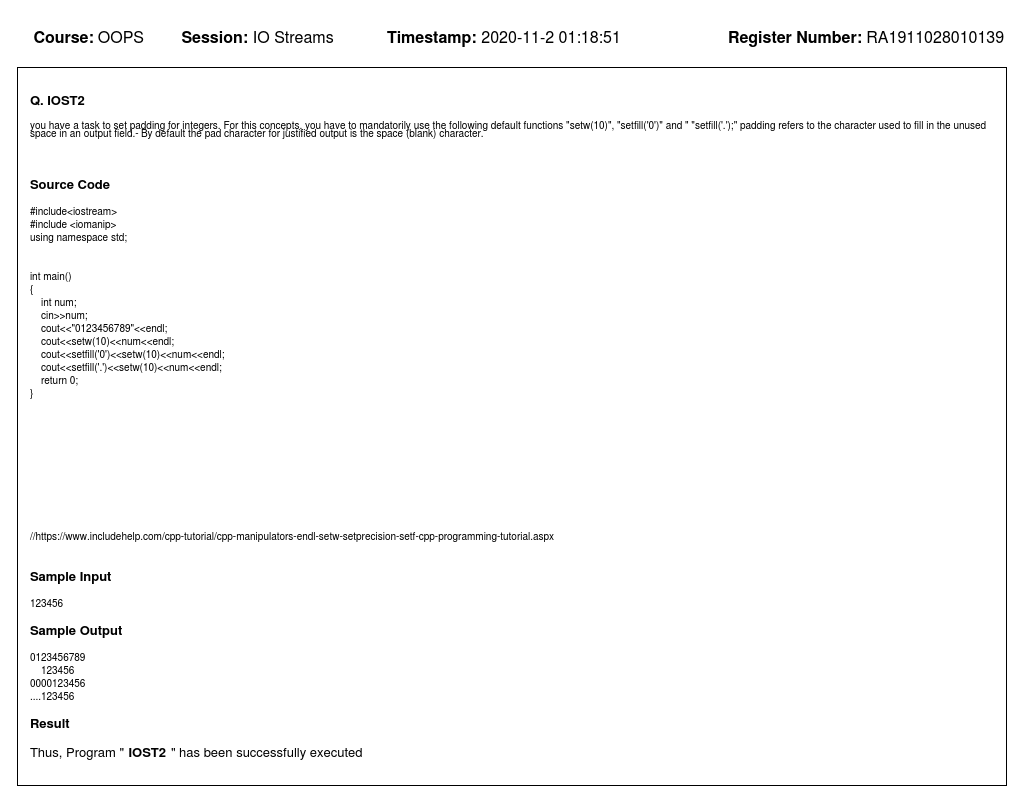 Course: OOPS Session: IO Streams Timestamp: 2020-11-2 01:18:51 Register Number: RA1911028010139
Q. IOST2
you have a task to set padding for integers. For this concepts, you have to mandatorily use the following default functions "setw(10)", "setfill('0')" and " "setfill('.');" padding refers to the character used to fill in the unused
space in an output field.- By default the pad character for justified output is the space (blank) character.
Source Code
#include<iostream>
#include <iomanip>
using namespace std;
int main()
{
    int num;
    cin>>num;
    cout<<"0123456789"<<endl;
    cout<<setw(10)<<num<<endl;
    cout<<setfill('0')<<setw(10)<<num<<endl;
    cout<<setfill('.')<<setw(10)<<num<<endl;
    return 0;
}
//https://www.includehelp.com/cpp-tutorial/cpp-manipulators-endl-setw-setprecision-setf-cpp-programming-tutorial.aspx
Sample Input
123456
Sample Output
0123456789
    123456
0000123456
....123456
Result
Thus, Program " IOST2 " has been successfully executed